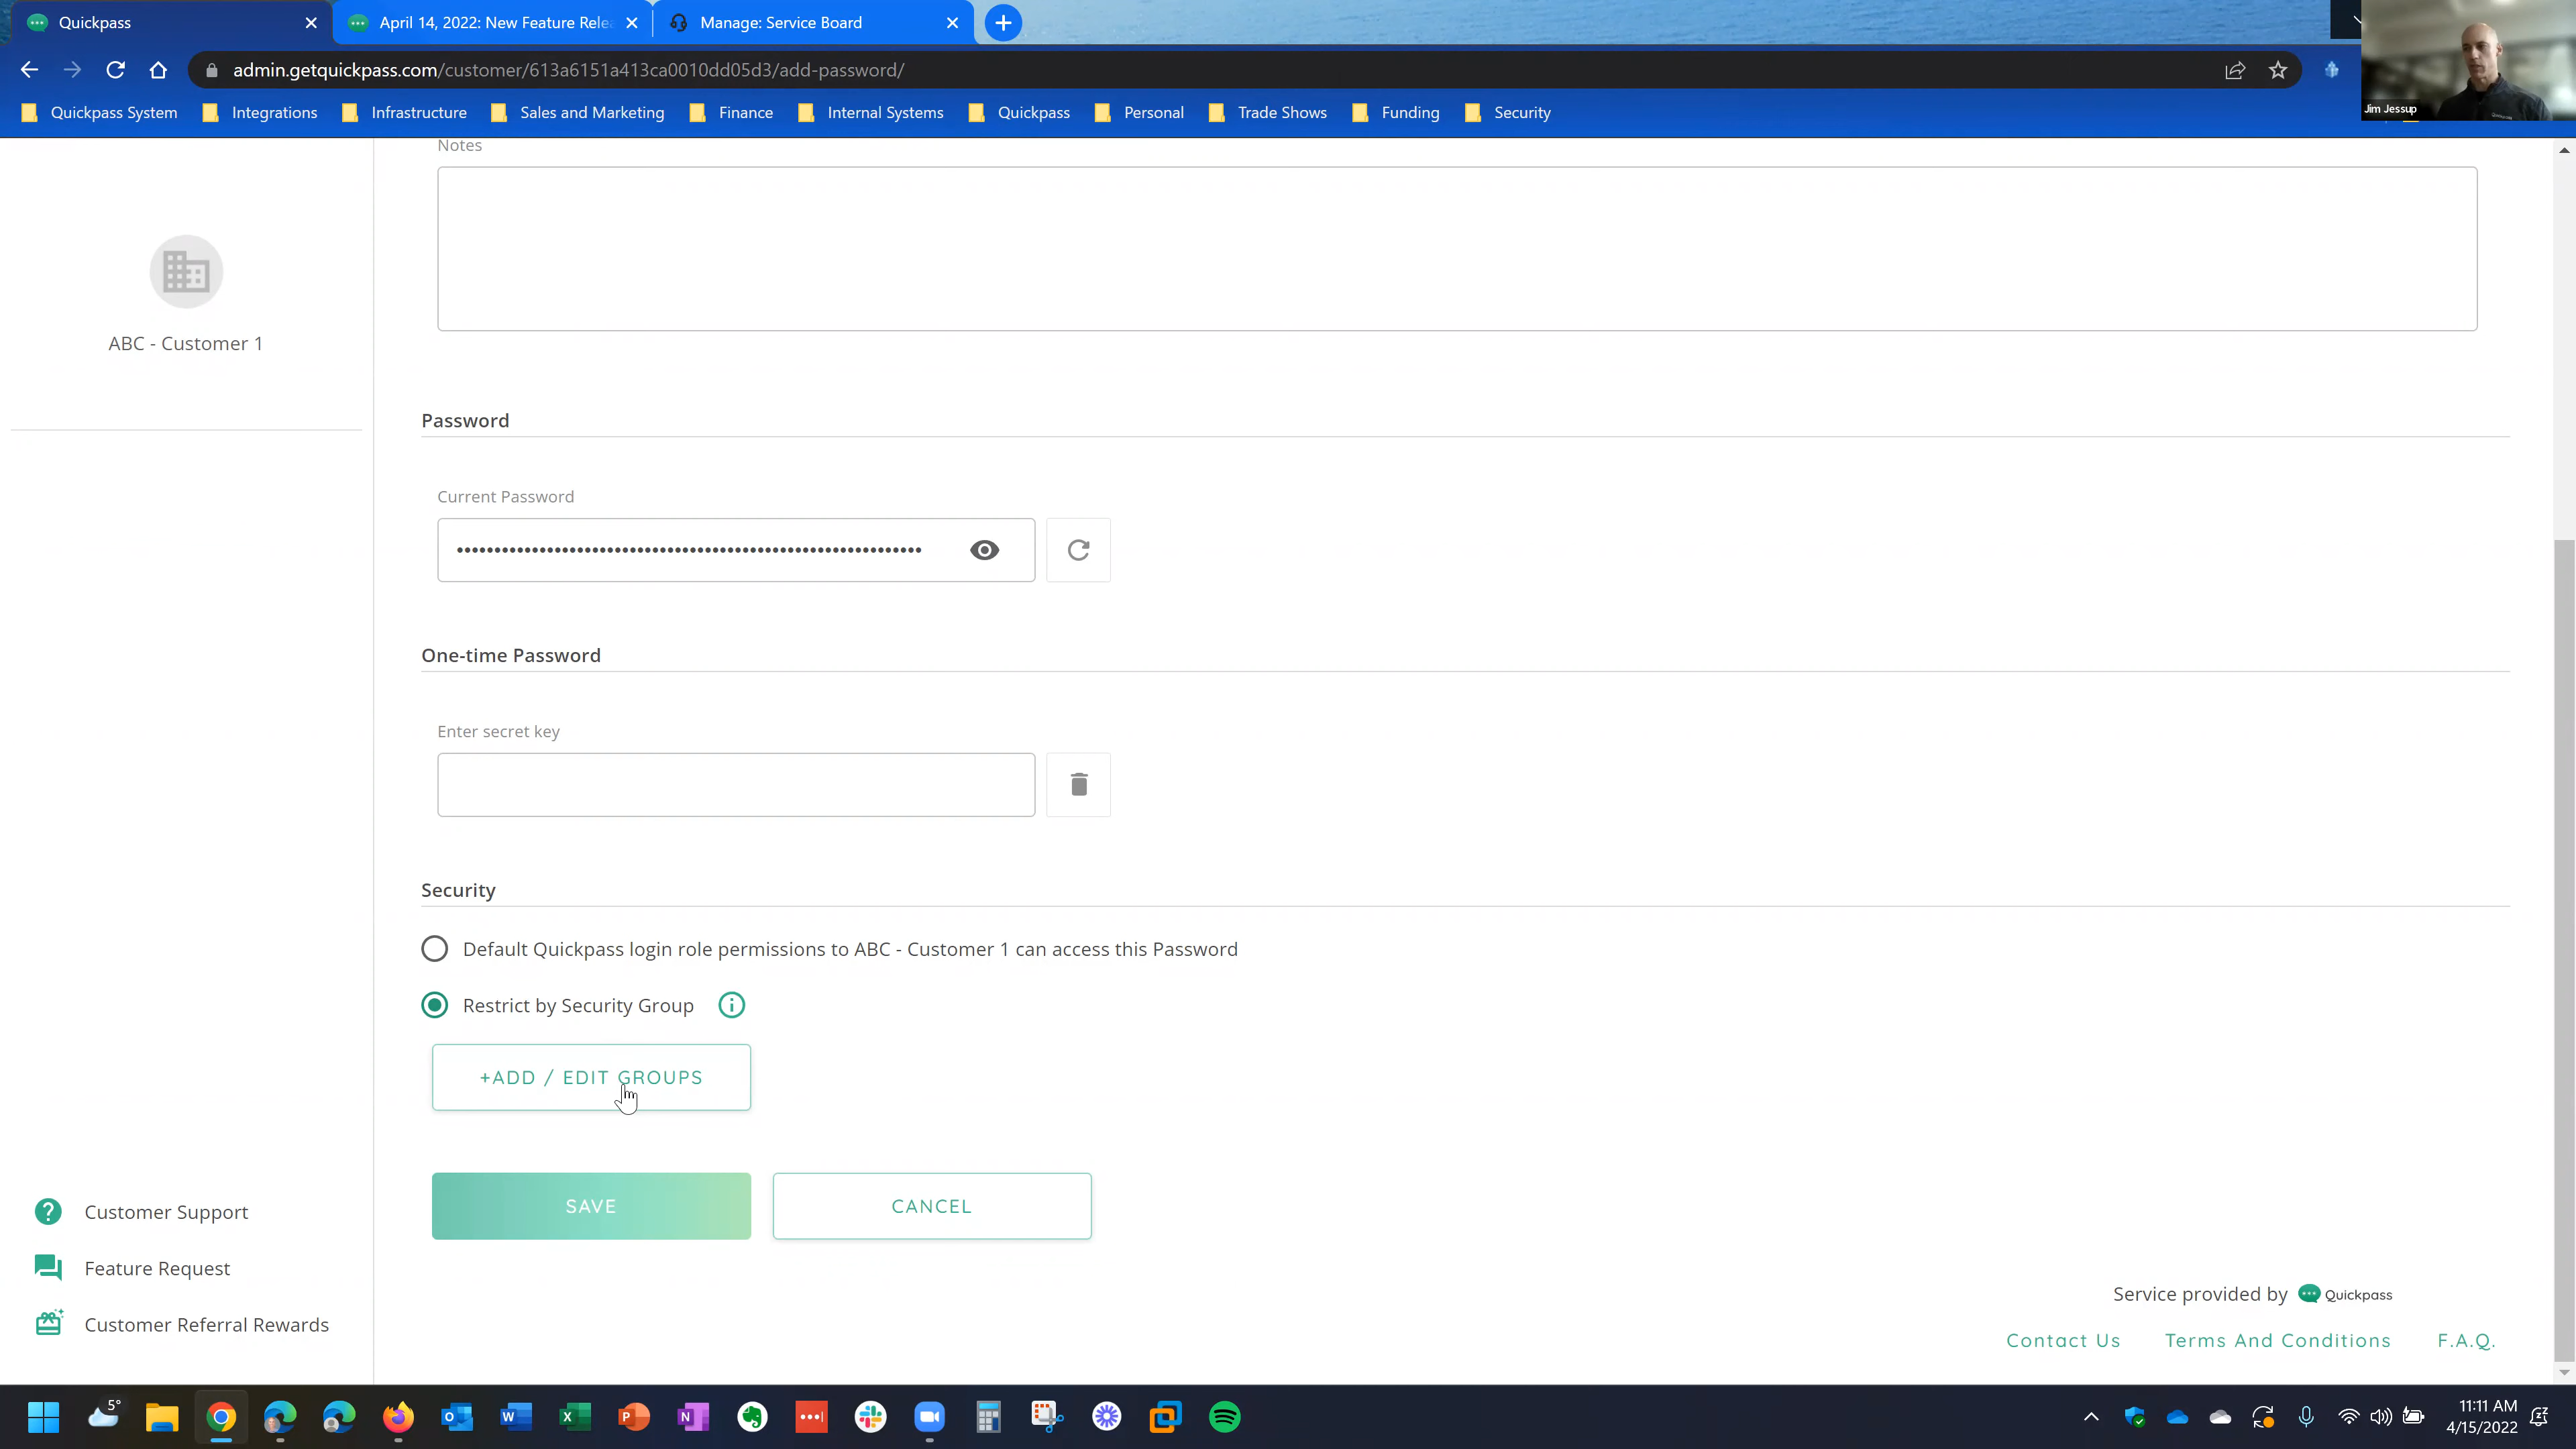 Quickpass
April 14, 2022: New Feature Rele
Manage: Service Board
admin.getquickpass.com/customer/613a6151a413ca0010dd05d3/add-password/
Jim Jessup
Quickpass System
Integrations
Infrastructure
Sales and Marketing
Finance
Internal Systems
Quickpass
Personal
Trade Shows
Funding
Security
Notes
ABC - Customer 1
Password
Current Password
••••••••••••••••••••••••••••••••••••••••••••••••••••••••••••••••
One-time Password
Enter secret key
Security
Default Quickpass login role permissions to ABC - Customer 1 can access this Password
Restrict by Security Group
+ADD / EDIT GROUPS
SAVE
CANCEL
Customer Support
Feature Request
Customer Referral Rewards
Service provided by Quickpass
Contact Us
Terms And Conditions
F.A.Q.
5°
11:11 AM
4/15/2022